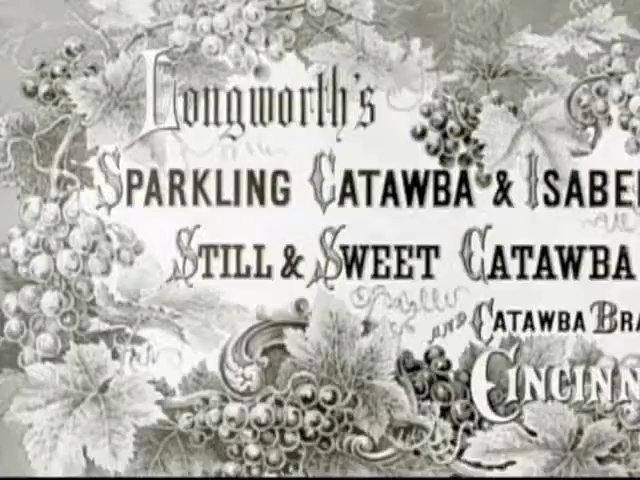 Longworth's
SPARKLING CATAWBA & ISABE
STILL & SWEET CATAWBA
AND CATAWBA BRA
CINCINN